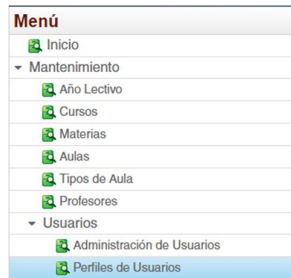 Menú
Inicio
Mantenimiento
Año Lectivo
Cursos
Materias
Aulas
Tipos de Aula
Profesores
Usuarios
Administración de Usuarios
Perfiles de Usuarios